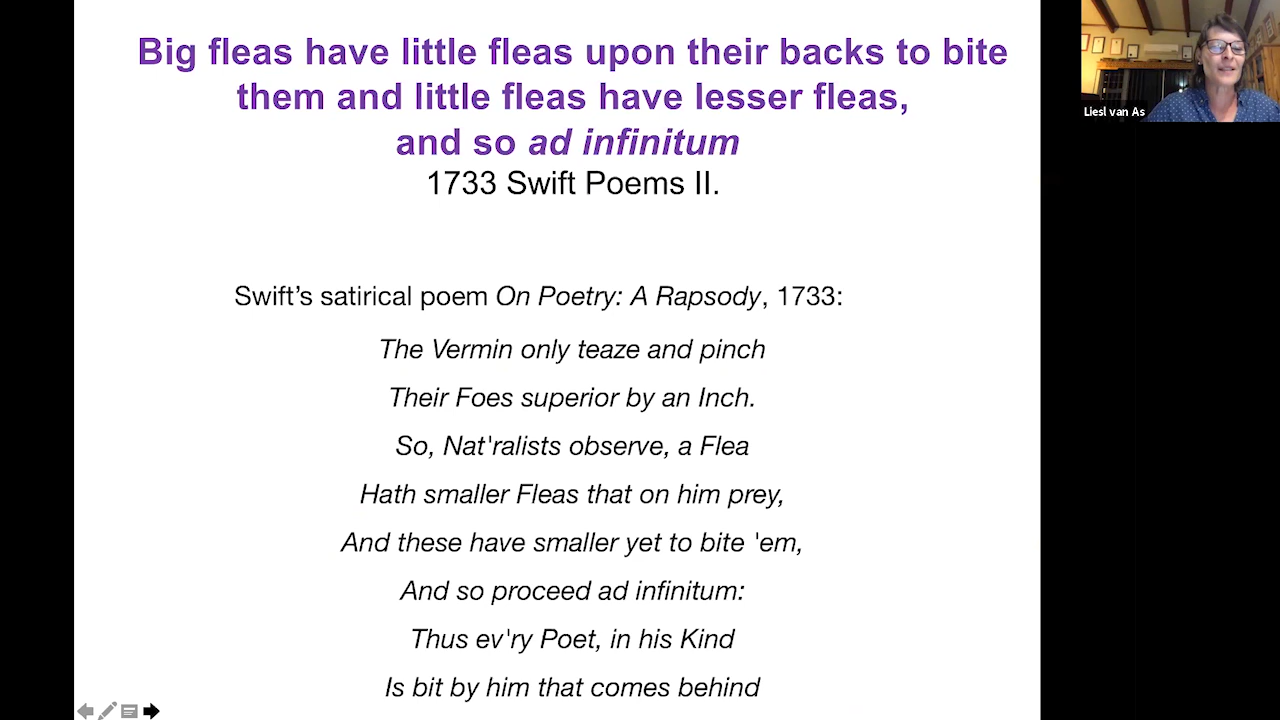 Big fleas have little fleas upon their backs to bite
them and little fleas have lesser fleas,
and so ad infinitum
1733 Swift Poems II.
Swift’s satirical poem On Poetry: A Rapsody, 1733:
The Vermin only teaze and pinch
Their Foes superior by an Inch.
So, Nat'ralists observe, a Flea
Hath smaller Fleas that on him prey,
And these have smaller yet to bite 'em,
And so proceed ad infinitum:
Thus ev'ry Poet, in his Kind
Is bit by him that comes behind
Liesl van As